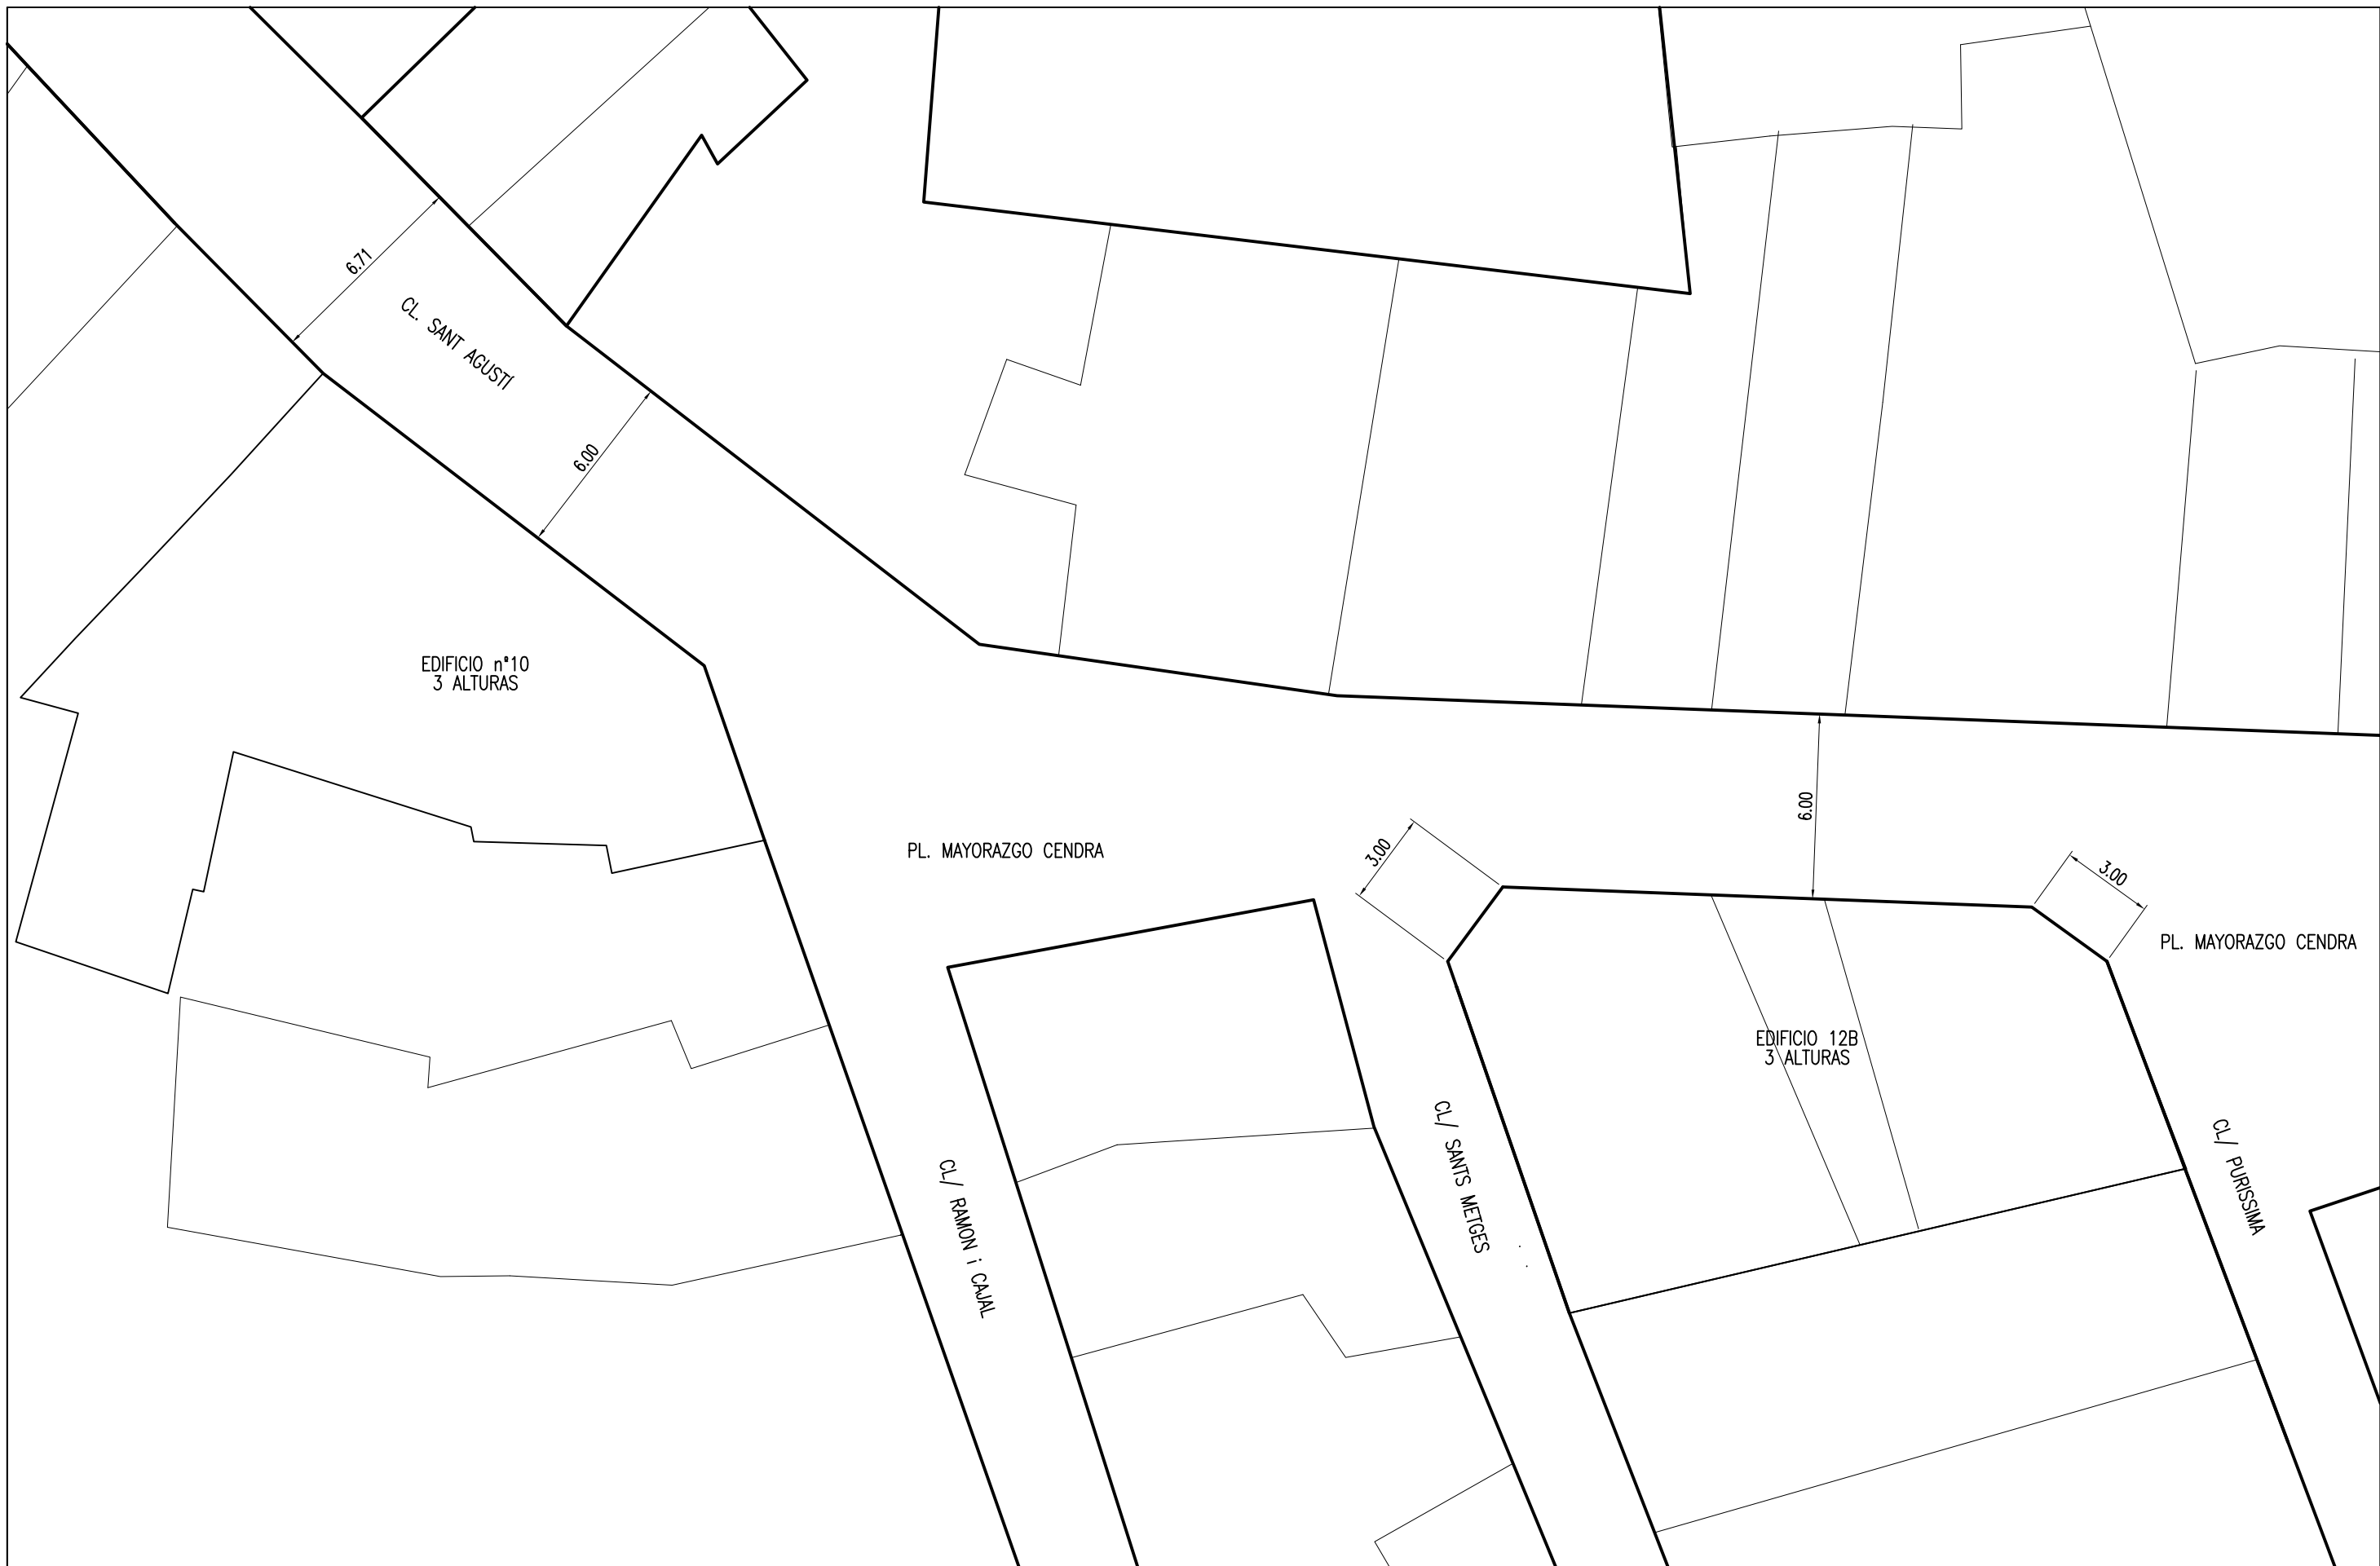 6.71
CL. SANT AGUSTÍ
6.00
EDIFICIO nº10
3 ALTURAS
PL. MAYORAZGO CENDRA
3.00
6.00
3.00
PL. MAYORAZGO CENDRA
EDIFICIO 12B
3 ALTURAS
CL/ RAMON i CAJAL
CL/ SANTS METGES
CL/ PURISSIMA